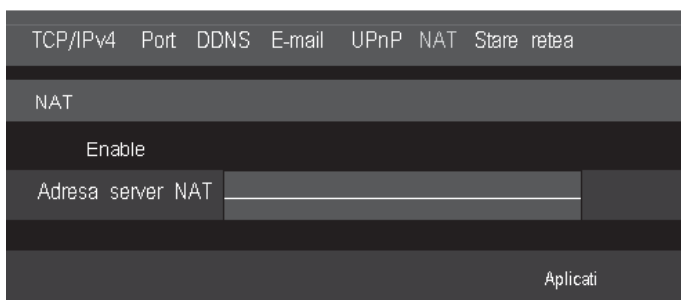 TCP/IPv4 Port DDNS E-mail UPnP NAT Stare retea
NAT
Enable
Adresa server NAT
Aplicati